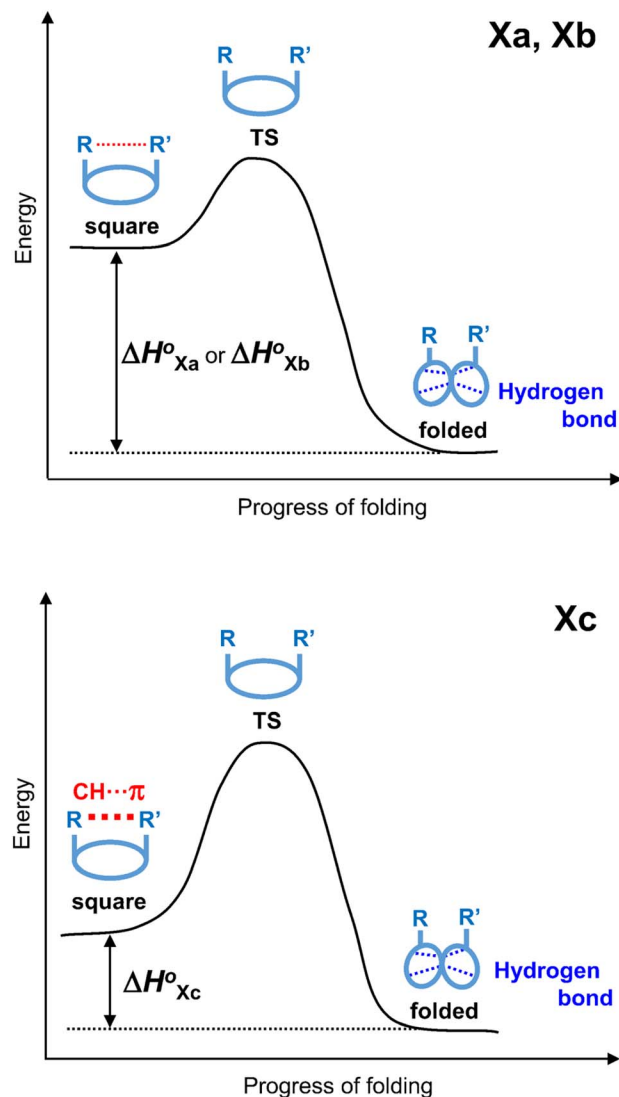 Xa, Xb
R R'
TS
R R'
square
Energy
ΔH°Xa or ΔH°Xb
R R'
Hydrogen
bond
folded
Progress of folding
Xc
R R'
TS
CH···π
R R'
square
Energy
ΔH°Xc
R R'
Hydrogen
bond
folded
Progress of folding